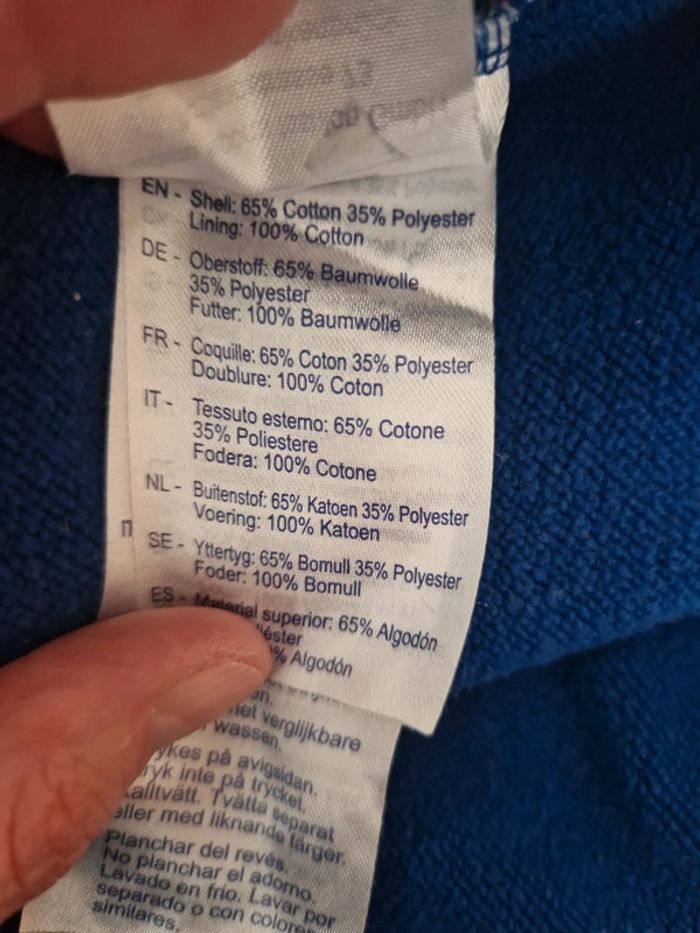 EN - Shell: 65% Cotton 35% Polyester
Lining: 100% Cotton
DE - Oberstoff: 65% Baumwolle
35% Polyester
Futter: 100% Baumwolle
FR - Coquille: 65% Coton 35% Polyester
Doublure: 100% Coton
IT - Tessuto esterno: 65% Cotone
35% Poliestere
Fodera: 100% Cotone
NL - Buitenstof: 65% Katoen 35% Polyester
Voering: 100% Katoen
SE - Yttertyg: 65% Bomull 35% Polyester
Foder: 100% Bomull
ES - Material superior: 65% Algodón
% Algodón
verglijkbare
wassen.
på avigsidan.
inte på trycket.
Tvätta separat
eller med liknande färger.
Planchar del revés.
No planchar el adorno.
Lavado en frío. Lavar por
separado o con colores
similares.